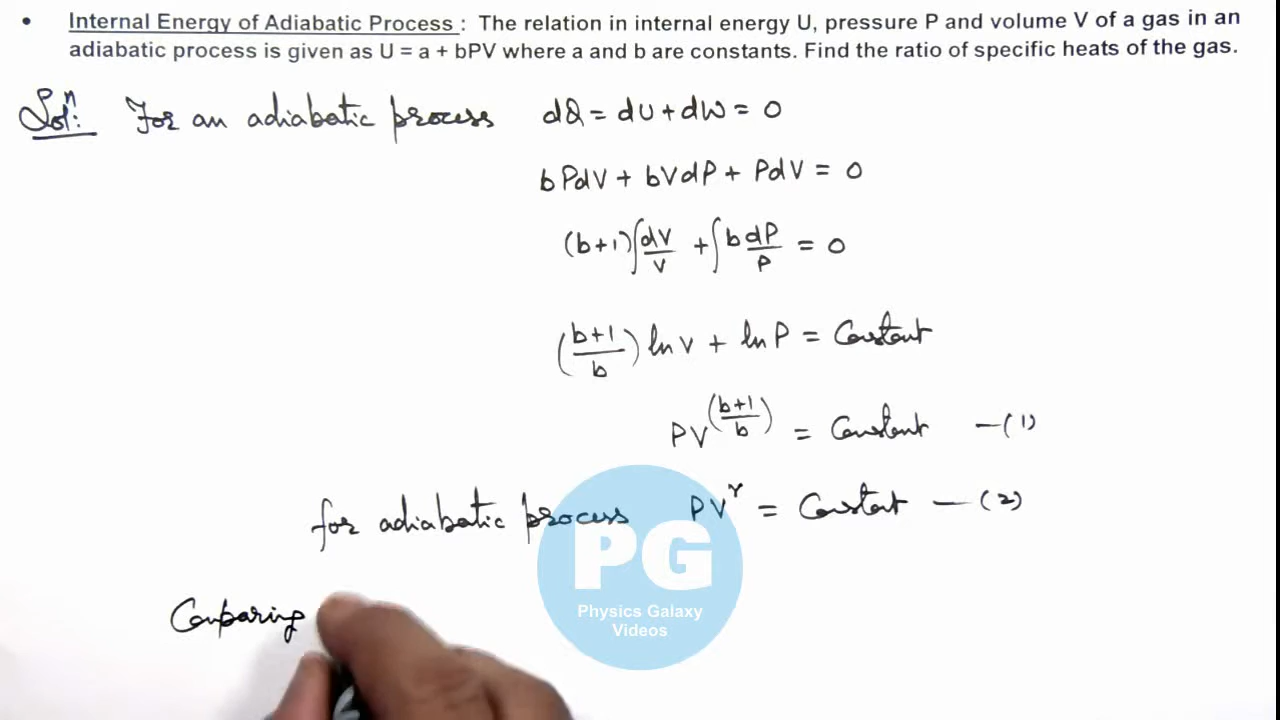 • Internal Energy of Adiabatic Process : The relation in internal energy U, pressure P and volume V of a gas in an
adiabatic process is given as U = a + bPV where a and b are constants. Find the ratio of specific heats of the gas.
Solⁿ: For an adiabatic process dQ = dU + dW = 0
bPdV + bVdP + PdV = 0
(b+1)∫dV/V + ∫b dP/P = 0
((b+1)/b) ln V + ln P = Constant
PV^((b+1)/b) = Constant —(1)
for adiabatic process PV^γ = Constant —(2)
PG
Physics Galaxy
Videos
Comparing